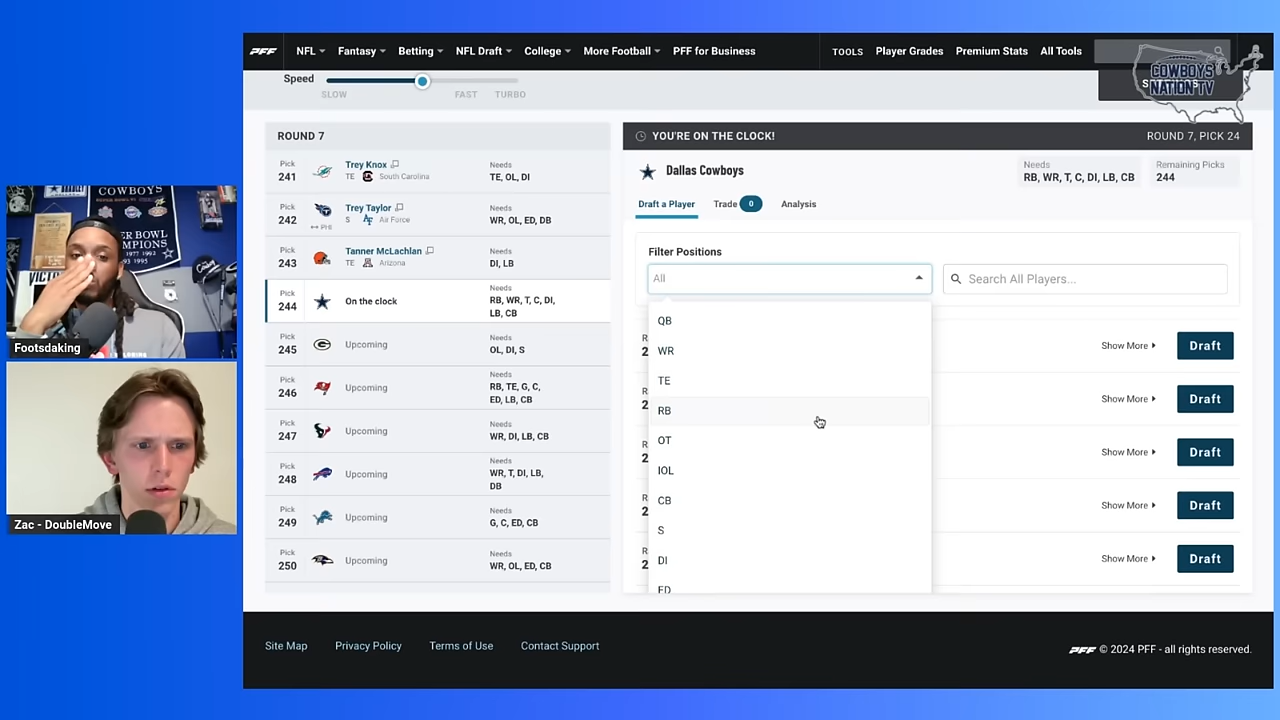 PFF
NFL
Fantasy
Betting
NFL Draft
College
More Football
PFF for Business
TOOLS
Player Grades
Premium Stats
All Tools
COWBOYS
NATION TV
Speed
SLOW
FAST
TURBO
ROUND 7
Pick
241
Trey Knox
TE
South Carolina
Needs
TE, OL, DI
Pick
242
PHI
Trey Taylor
S
Air Force
Needs
WR, OL, ED, DB
Pick
243
Tanner McLachlan
TE
Arizona
Needs
DI, LB
Pick
244
On the clock
Needs
RB, WR, T, C, DI,
LB, CB
Pick
245
Upcoming
Needs
OL, DI, S
Pick
246
Upcoming
Needs
RB, TE, G, C,
ED, LB, CB
Pick
247
Upcoming
Needs
WR, DI, LB, CB
Pick
248
Upcoming
Needs
WR, T, DI, LB,
DB
Pick
249
Upcoming
Needs
G, C, ED, CB
Pick
250
Upcoming
Needs
WR, OL, ED, CB
YOU'RE ON THE CLOCK!
ROUND 7, PICK 24
Dallas Cowboys
Needs
RB, WR, T, C, DI, LB, CB
Remaining Picks
244
Draft a Player
Trade 0
Analysis
Filter Positions
All
Search All Players...
QB
WR
TE
RB
OT
IOL
CB
S
DI
ED
Show More
Draft
Show More
Draft
Show More
Draft
Show More
Draft
Show More
Draft
COWBOYS
Footsdaking
Zac - DoubleMove
Site Map
Privacy Policy
Terms of Use
Contact Support
PFF © 2024 PFF - all rights reserved.